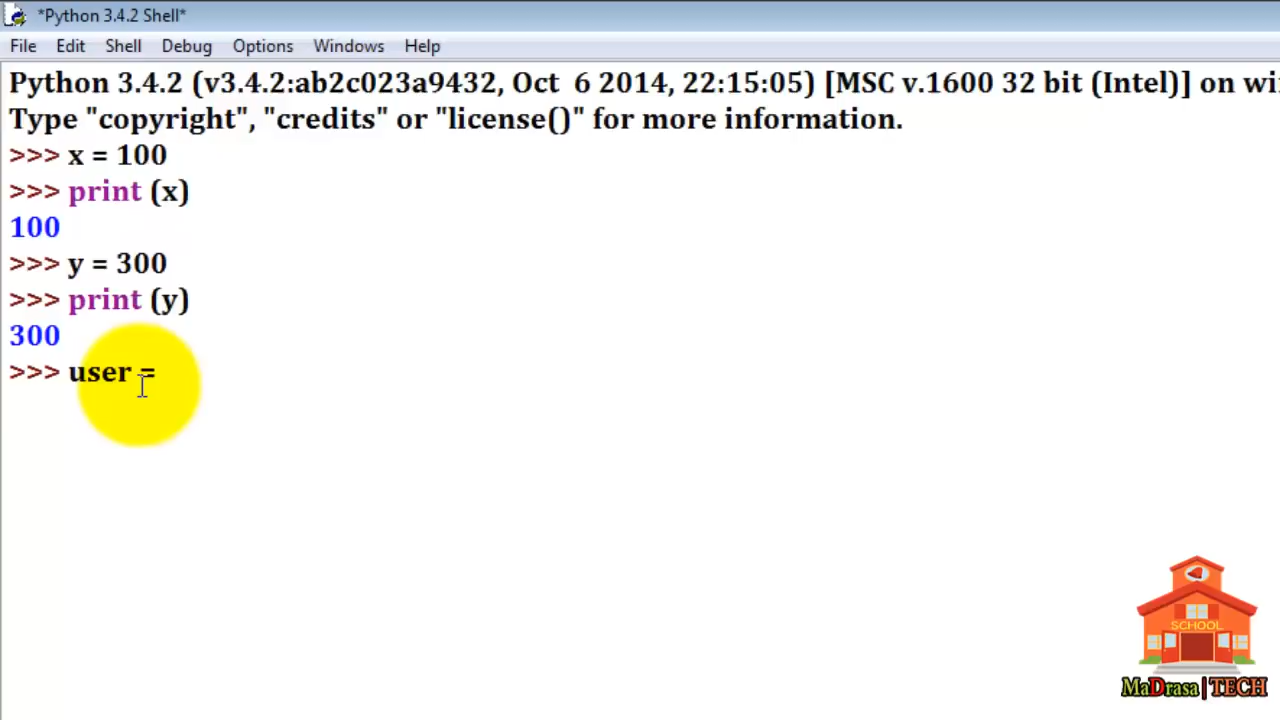 *Python 3.4.2 Shell*
File Edit Shell Debug Options Windows Help
Python 3.4.2 (v3.4.2:ab2c023a9432, Oct  6 2014, 22:15:05) [MSC v.1600 32 bit (Intel)] on wi
Type "copyright", "credits" or "license()" for more information.
>>> x = 100
>>> print (x)
100
>>> y = 300
>>> print (y)
300
>>> user =
SCHOOL
MaDrasa|TECH